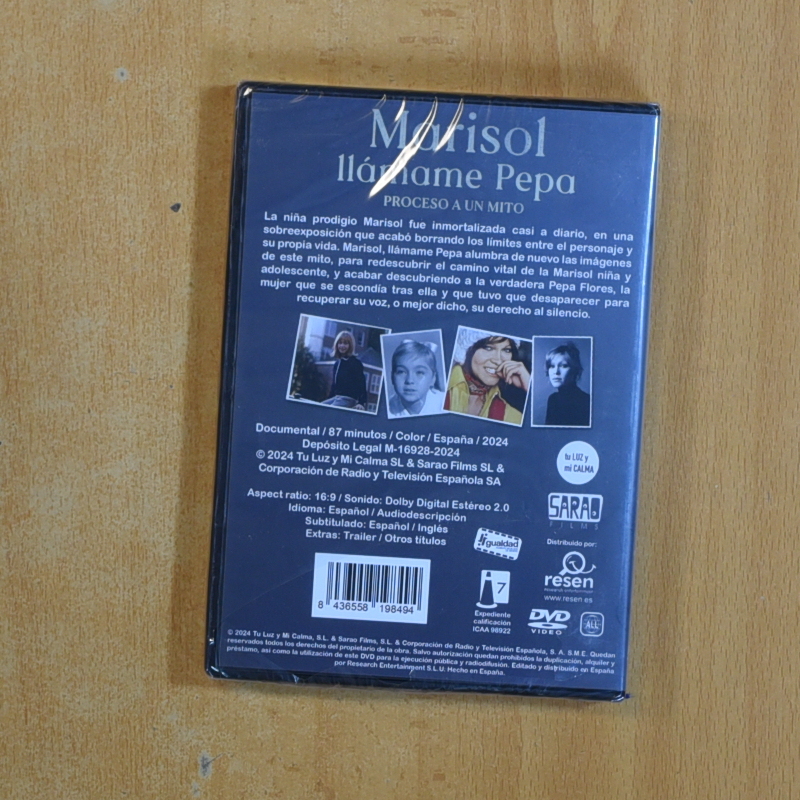 Marisol
llámame Pepa
PROCESO A UN MITO
La niña prodigio Marisol fue inmortalizada casi a diario, en una
sobreexposición que acabó borrando los límites entre el personaje y
su propia vida. Marisol, llámame Pepa alumbra de nuevo las imágenes
de este mito, para redescubrir el camino vital de la Marisol niña y
adolescente, y acabar descubriendo a la verdadera Pepa Flores, la
mujer que se escondía tras ella y que tuvo que desaparecer para
recuperar su voz, o mejor dicho, su derecho al silencio.
Documental / 87 minutos / Color / España / 2024
Depósito Legal M-16928-2024
© 2024 Tu Luz y Mi Calma SL & Sarao Films SL &
Corporación de Radio y Televisión Española SA
tu LUZ y
mi CALMA
Aspect ratio: 16:9 / Sonido: Dolby Digital Estéreo 2.0
Idioma: Español / Audiodescripción
Subtitulado: Español / Inglés
Extras: Trailer / Otros títulos
SARAO
FILMS
igualdad
Distribuido por:
resen
Research entertainment
www.resen.es
7
Expediente
calificación
ICAA 98922
DVD
VIDEO
ALL
8 436558 198494
© 2024 Tu Luz y Mi Calma, S.L. & Sarao Films, S.L. & Corporación de Radio y Televisión Española, S. A. S.M.E. Quedan
reservados todos los derechos del propietario de la obra. Salvo autorización quedan prohibidos la duplicación, alquiler y
préstamo, así como la utilización de este DVD para la ejecución pública y radiodifusión. Editado y distribuido en España
por Research Entertainment S.L.U. Hecho en España.